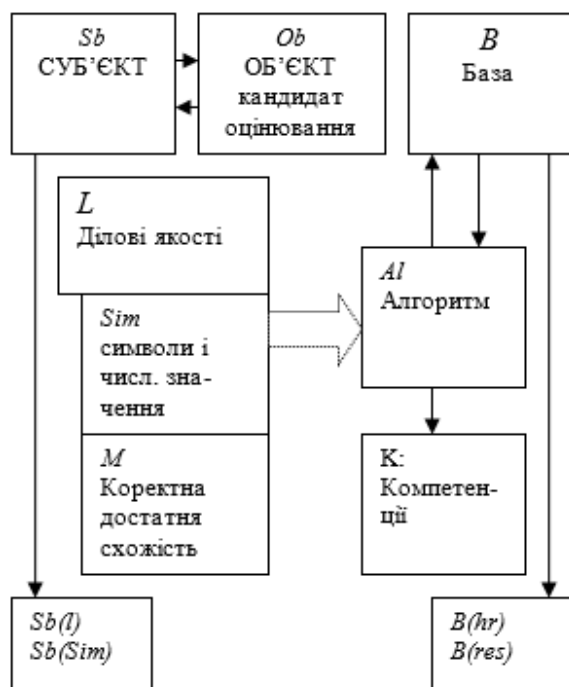 Sb
СУБ’ЄКТ
Ob
ОБ’ЄКТ
кандидат
оцінювання
B
База
L
Ділові якості
Sim
символи і
числ. зна-
чення
M
Коректна
достатня
схожість
Al
Алгоритм
K:
Компетен-
ції
Sb(l)
Sb(Sim)
B(hr)
B(res)